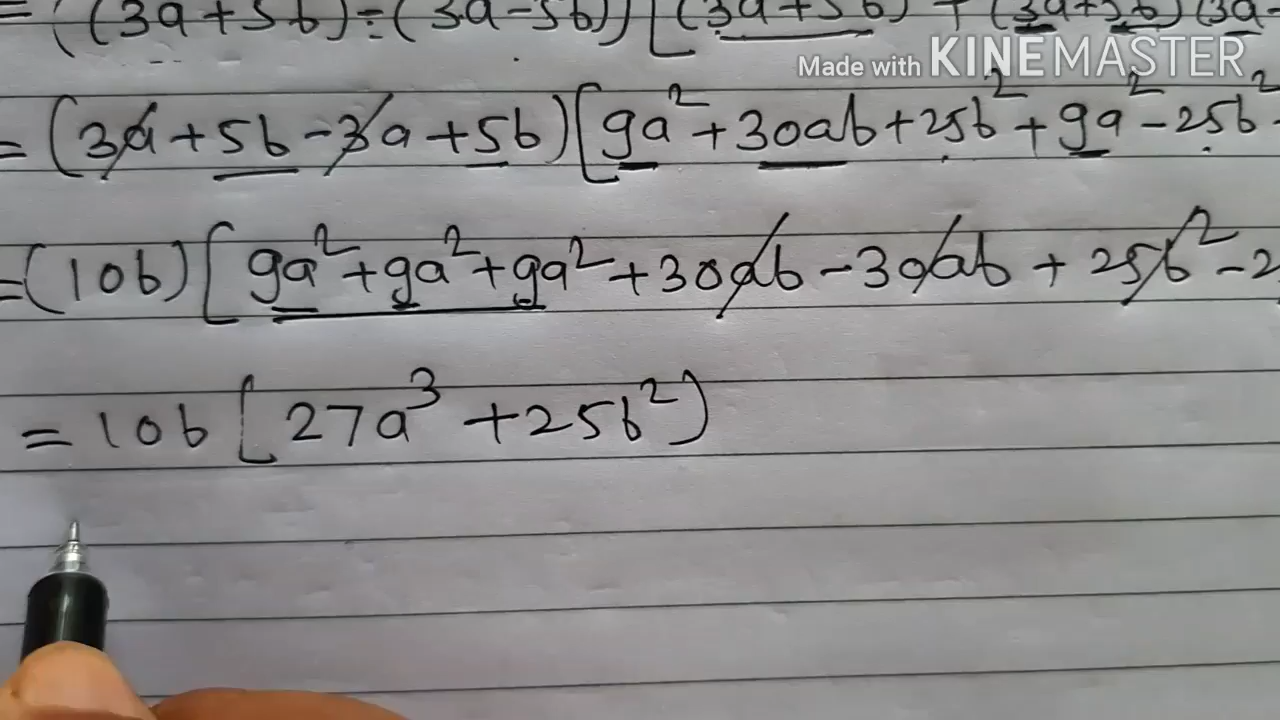 = ((3a+5b)-(3a-5b)) [(3a+5b) + (3a+5b)(3a-
Made with KINEMASTER
= (3a+5b-3a+5b)[9a²+30ab+25b²+9a²-25b²
=(10b)[9a²+9a²+9a²+30ab-30ab+25b²-2
= 10b[27a³+25b²)